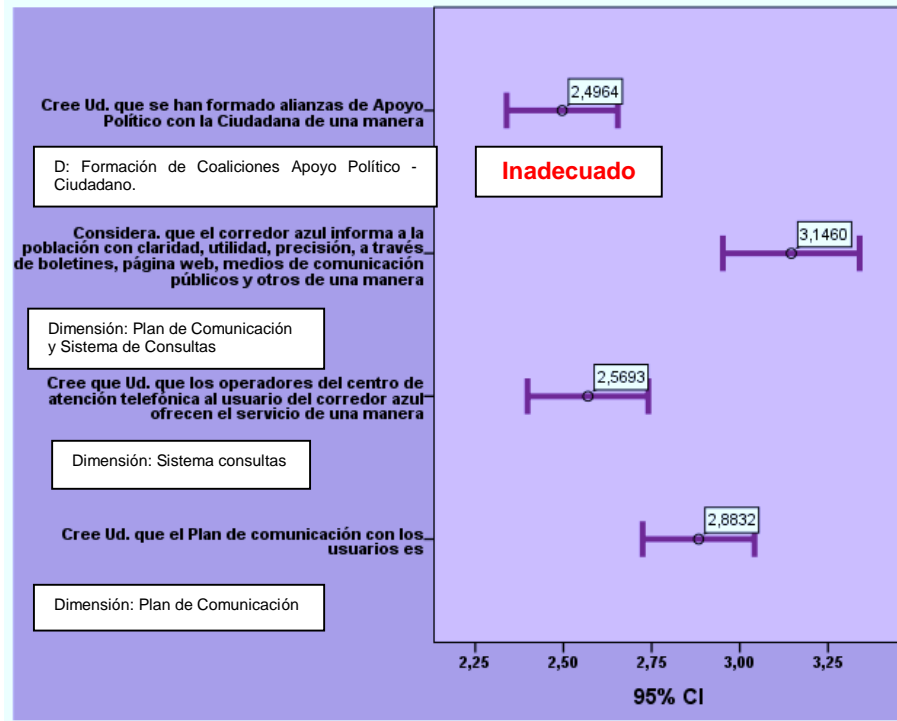 2,4964
Cree Ud. que se han formado alianzas de Apoyo
Político con la Ciudadana de una manera
D: Formación de Coaliciones Apoyo Político -
Ciudadano.
Inadecuado
Considera. que el corredor azul informa a la
población con claridad, utilidad, precisión, a través
de boletines, página web, medios de comunicación
públicos y otros de una manera
3,1460
Dimensión: Plan de Comunicación
y Sistema de Consultas
Cree que Ud. que los operadores del centro de
atención telefónica al usuario del corredor azul
ofrecen el servicio de una manera
2,5693
Dimensión: Sistema consultas
Cree Ud. que el Plan de comunicación con los
usuarios es
2,8832
Dimensión: Plan de Comunicación
2,25 2,50 2,75 3,00 3,25
95% CI